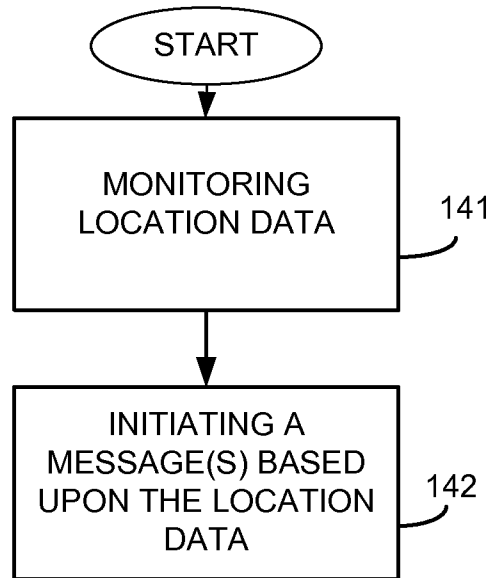 START
MONITORING
LOCATION DATA
141
INITIATING A
MESSAGE(S) BASED
UPON THE LOCATION
DATA
142